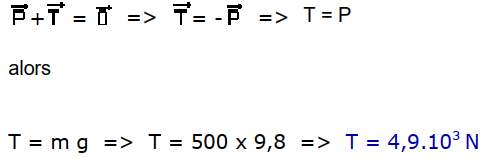 P⃗ + T⃗ = 0⃗ => T⃗ = - P⃗ => T = P
alors
T = m g => T = 500 x 9,8 => T = 4,9.10³ N